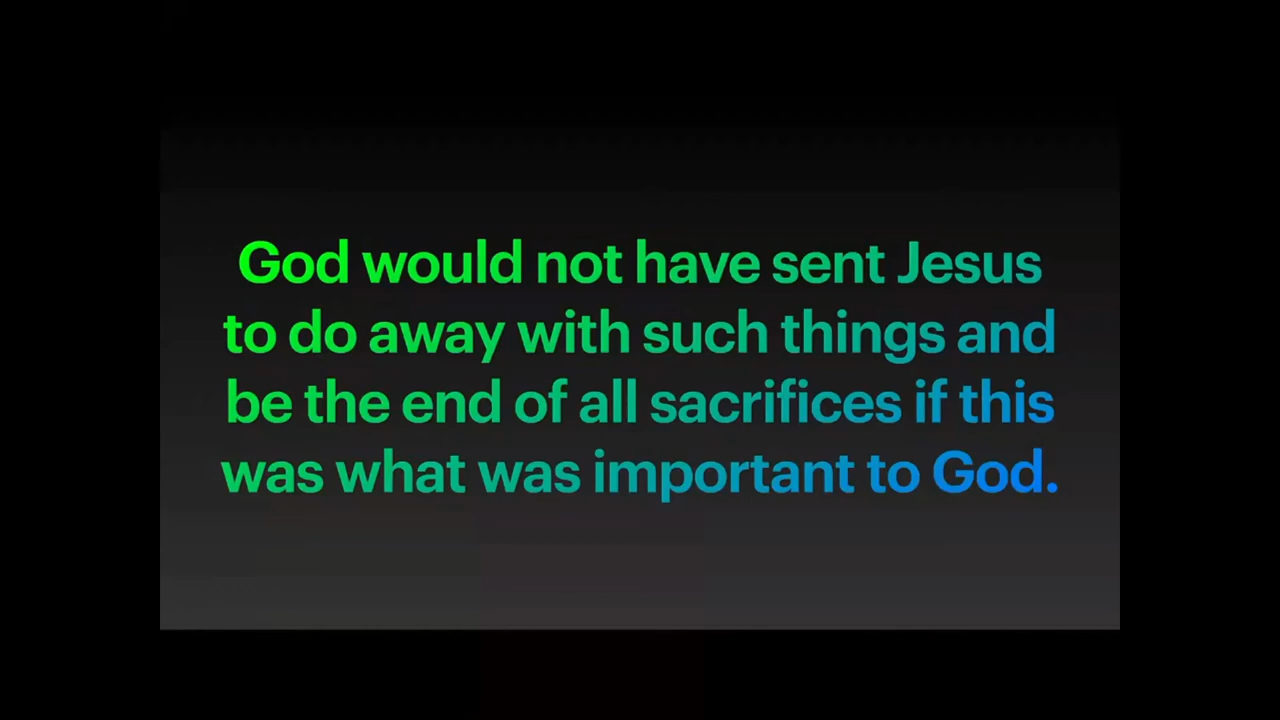 God would not have sent Jesus
to do away with such things and
be the end of all sacrifices if this
was what was important to God.